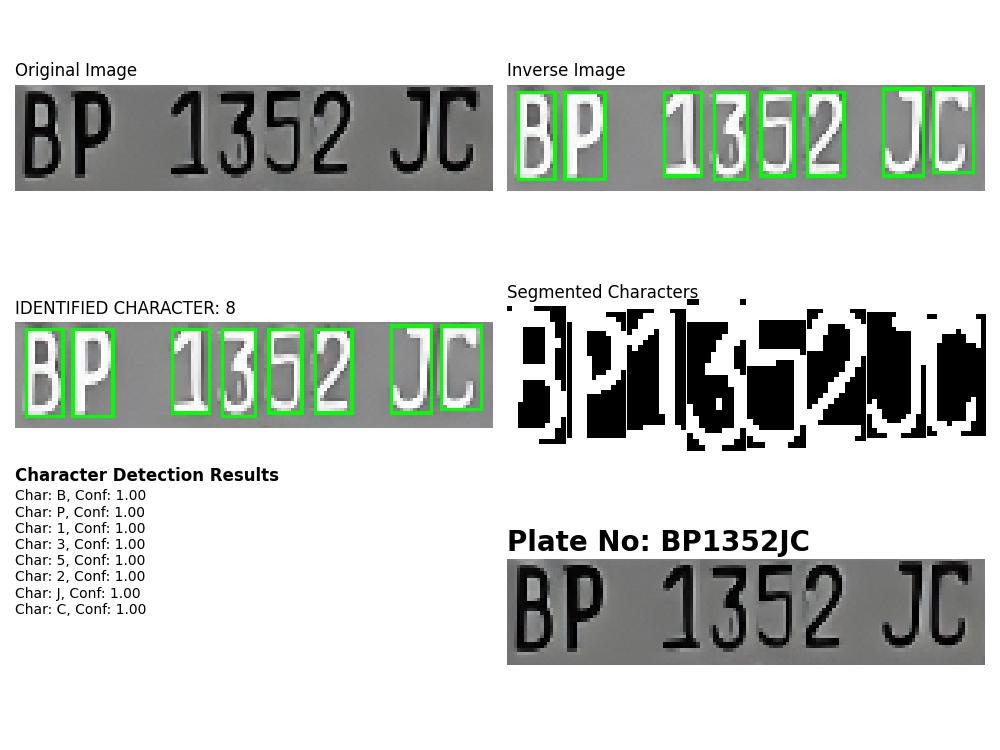 Original Image
BP 1352 JC
Inverse Image
BP 1352 JC
IDENTIFIED CHARACTER: 8
BP 1352 JC
Segmented Characters
BP1352JC
Character Detection Results
Char: B, Conf: 1.00
Char: P, Conf: 1.00
Char: 1, Conf: 1.00
Char: 3, Conf: 1.00
Char: 5, Conf: 1.00
Char: 2, Conf: 1.00
Char: J, Conf: 1.00
Char: C, Conf: 1.00
Plate No: BP1352JC
BP 1352 JC